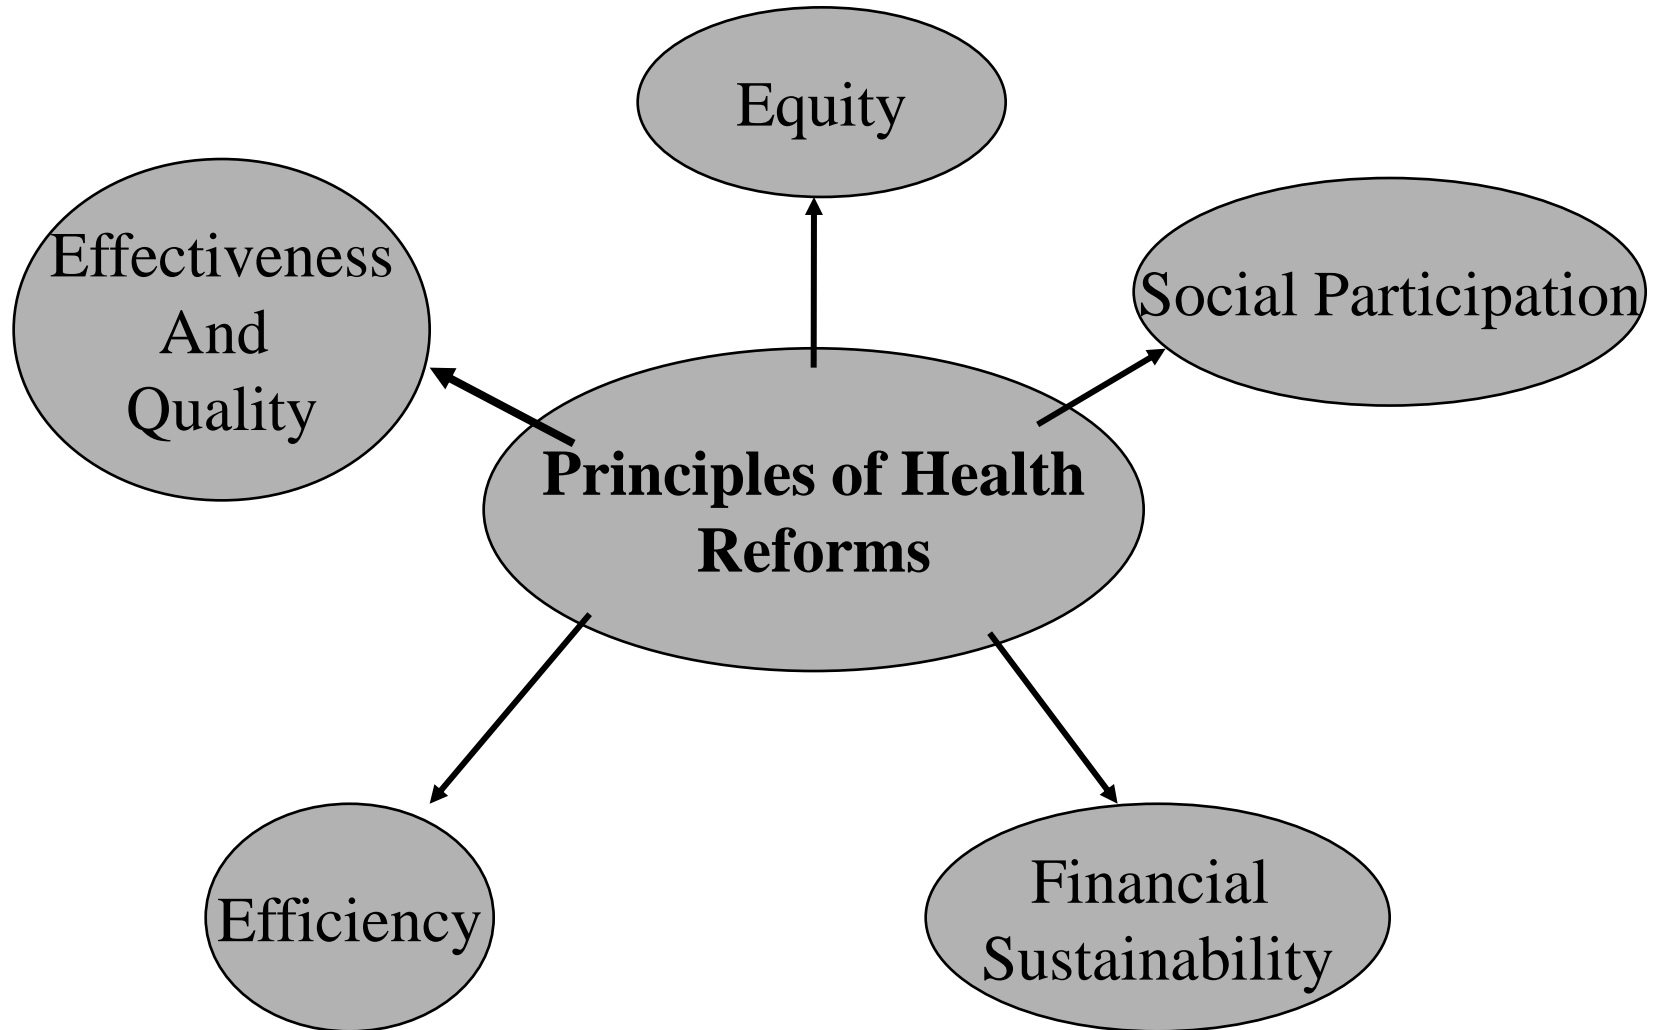 Equity
Effectiveness
And
Quality
Social Participation
Principles of Health
Reforms
Efficiency
Financial
Sustainability